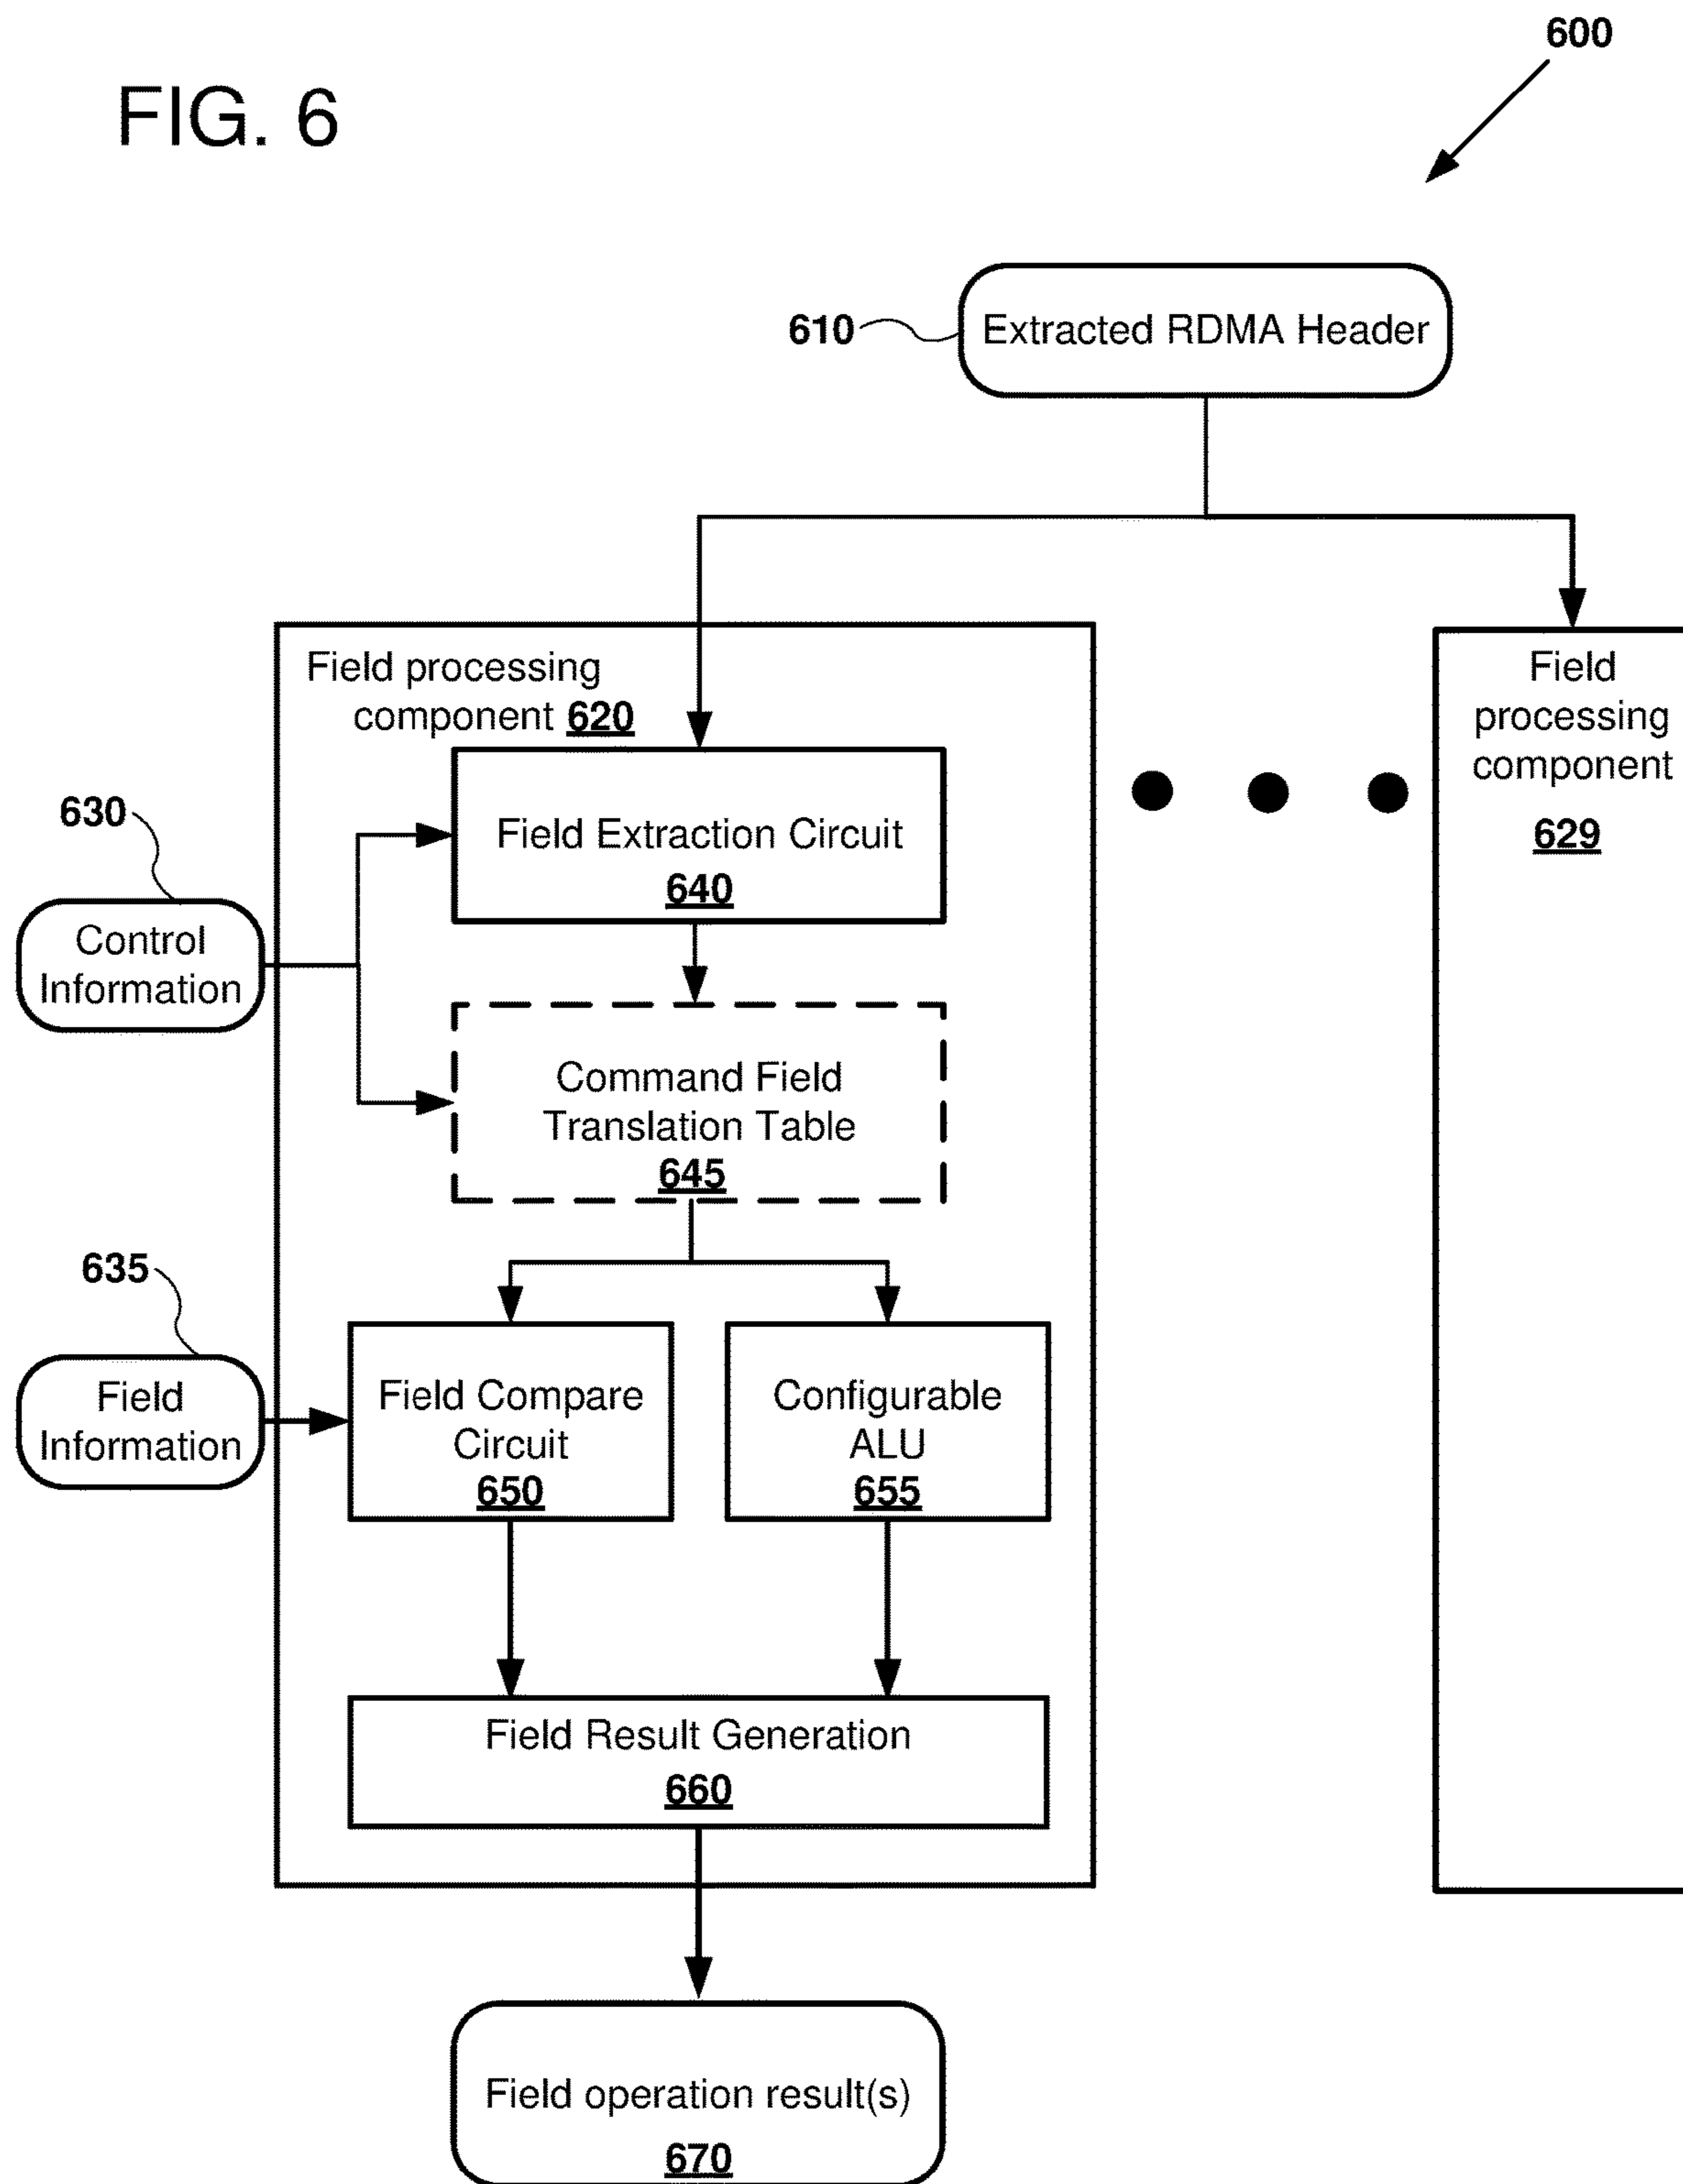 600
FIG. 6
610
Extracted RDMA Header
Field processing
component 620
Field
processing
component
629
630
Control
Information
Field Extraction Circuit
640
Command Field
Translation Table
645
635
Field
Information
Field Compare
Circuit
650
Configurable
ALU
655
Field Result Generation
660
Field operation result(s)
670